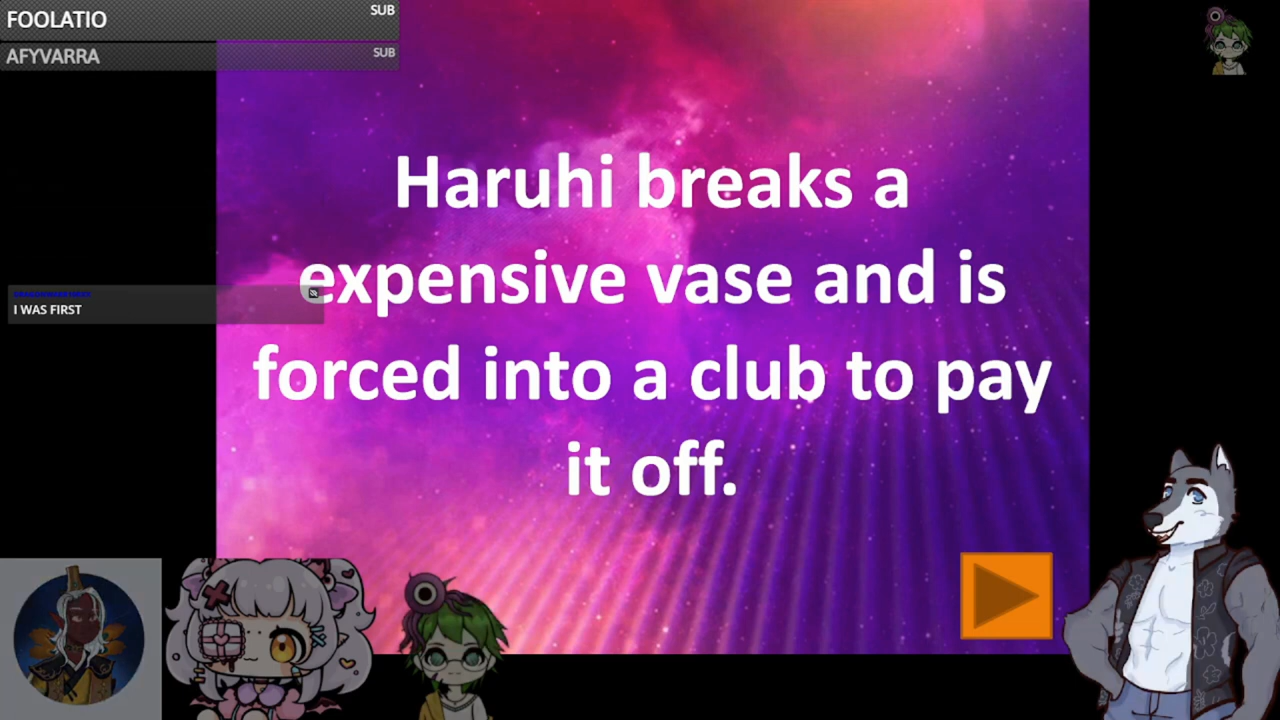 FOOLATIO
SUB
AFYVARRA
SUB
Haruhi breaks a
expensive vase and is
forced into a club to pay
it off.
I WAS FIRST